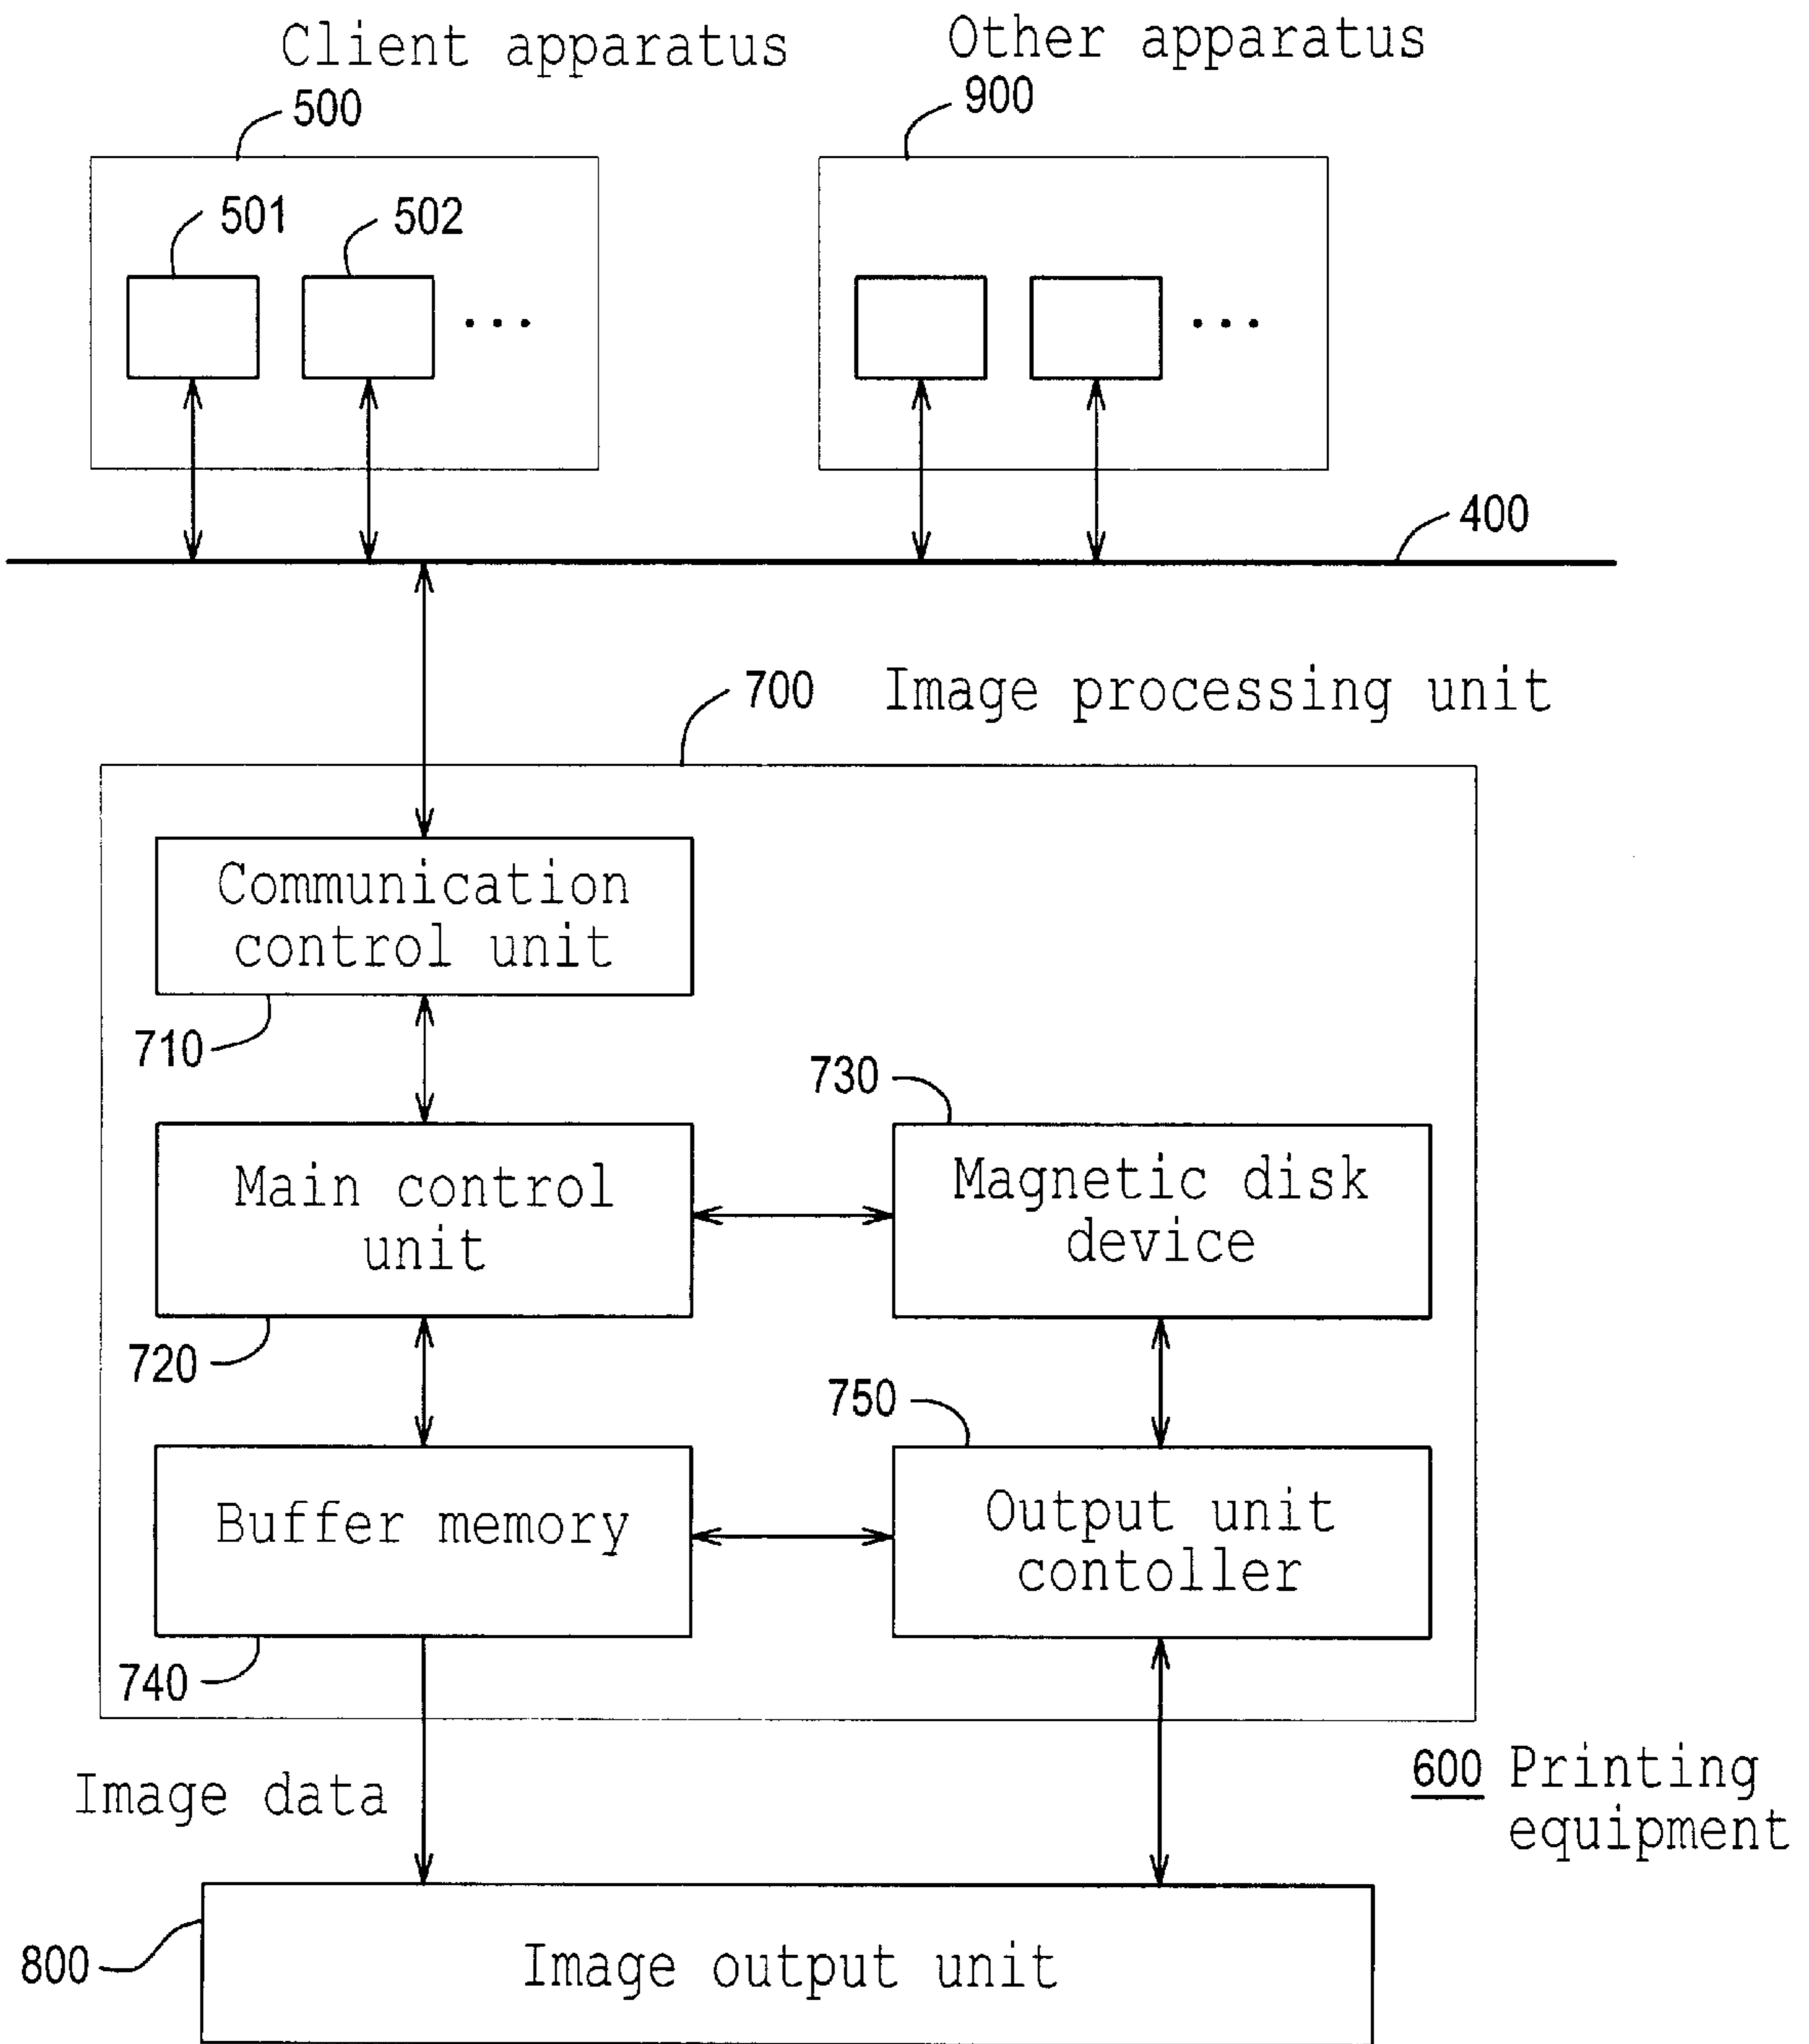 Client apparatus
Other apparatus
500
900
501
502
...
...
400
700 Image processing unit
Communication
control unit
710
730
Main control
unit
Magnetic disk
device
720
750
Buffer memory
Output unit
contoller
740
Image data
600 Printing
equipment
800
Image output unit